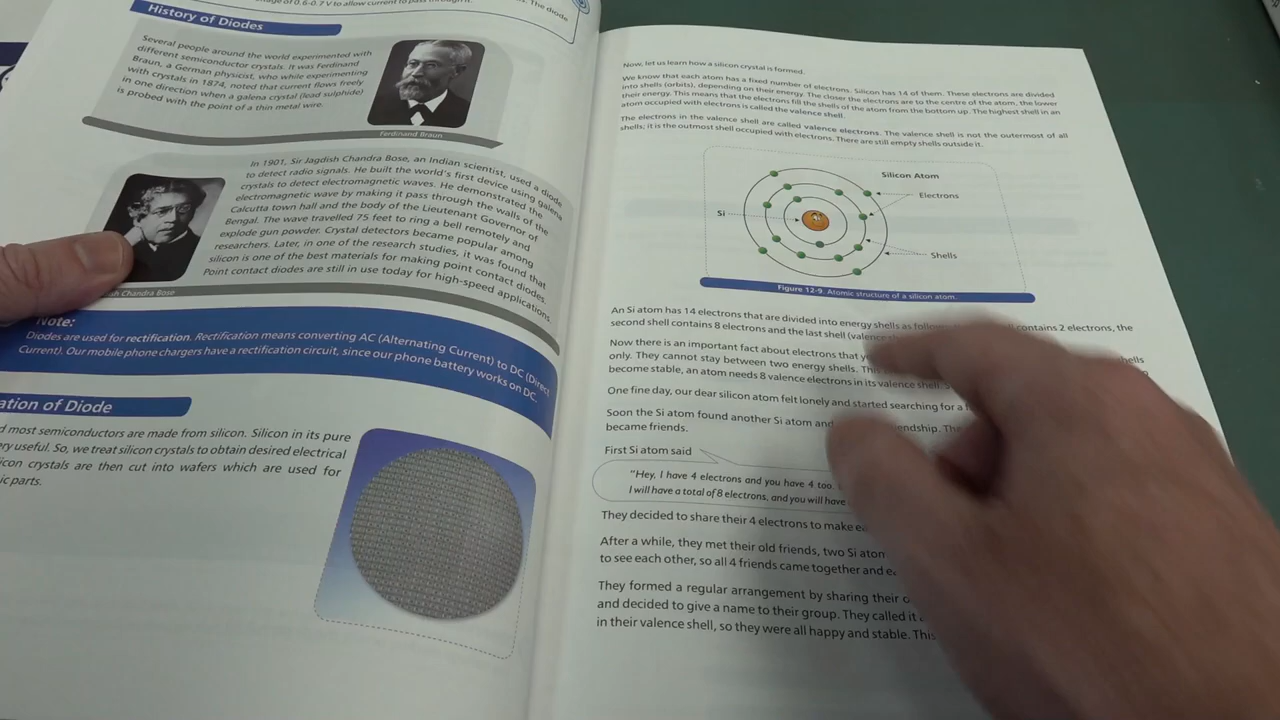 age of 0.6-0.7 V to allow current to pass through it.
The diode
History of Diodes
Several people around the world experimented with
different semiconductor crystals. It was Ferdinand
Braun, a German physicist, who while experimenting
with crystals in 1874, noted that current flows freely
in one direction when a galena crystal (lead sulphide)
is probed with the point of a thin metal wire.
Ferdinand Braun
In 1901, Sir Jagdish Chandra Bose, an Indian scientist, used a diode
to detect radio signals. He built the world's first device using galena
crystals to detect electromagnetic waves. He demonstrated the
electromagnetic wave by making it pass through the walls of the
Calcutta town hall and the body of the Lieutenant Governor of
Bengal. The wave travelled 75 feet to ring a bell remotely and
explode gun powder. Crystal detectors became popular among
researchers. Later, in one of the research studies, it was found that
silicon is one of the best materials for making point contact diodes.
Point contact diodes are still in use today for high-speed applications.
sh Chandra Bose
Note:
Diodes are used for rectification. Rectification means converting AC (Alternating Current) to DC (Direct
Current). Our mobile phone chargers have a rectification circuit, since our phone battery works on DC.
ation of Diode
d most semiconductors are made from silicon. Silicon in its pure
ery useful. So, we treat silicon crystals to obtain desired electrical
icon crystals are then cut into wafers which are used for
ic parts.
Now, let us learn how a silicon crystal is formed.
We know that each atom has a fixed number of electrons. Silicon has 14 of them. These electrons are divided
into shells (orbits), depending on their energy. The closer the electrons are to the centre of the atom, the lower
their energy. This means that the electrons fill the shells of the atom from the bottom up. The highest shell in an
atom occupied with electrons is called the valence shell.
The electrons in the valence shell are called valence electrons. The valence shell is not the outermost of all
shells; it is the outmost shell occupied with electrons. There are still empty shells outside it.
Silicon Atom
Electrons
Si
Shells
Figure 12-9. Atomic structure of a silicon atom.
An Si atom has 14 electrons that are divided into energy shells as follows contains 2 electrons, the
second shell contains 8 electrons and the last shell (valence
Now there is an important fact about electrons that shells
only. They cannot stay between two energy shells.
become stable, an atom needs 8 valence electrons in its valence shell.
One fine day, our dear silicon atom felt lonely and started searching for a
Soon the Si atom found another Si atom and endship.
became friends.
First Si atom said
"Hey, I have 4 electrons and you have 4 too.
I will have a total of 8 electrons, and you will have
They decided to share their 4 electrons to make
After a while, they met their old friends, two Si atom
to see each other, so all 4 friends came together and
They formed a regular arrangement by sharing their
and decided to give a name to their group. They called it
in their valence shell, so they were all happy and stable. This